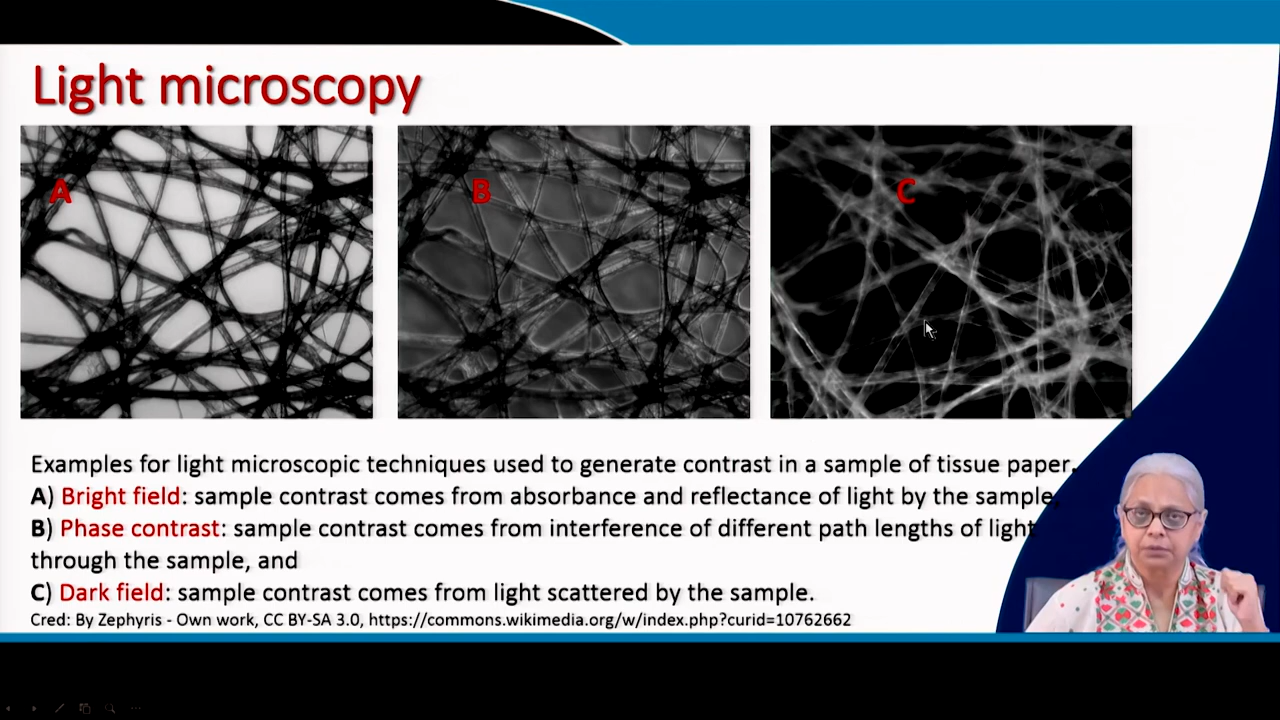 Light microscopy
A
B
C
Examples for light microscopic techniques used to generate contrast in a sample of tissue paper.
A) Bright field: sample contrast comes from absorbance and reflectance of light by the sample,
B) Phase contrast: sample contrast comes from interference of different path lengths of light
through the sample, and
C) Dark field: sample contrast comes from light scattered by the sample.
Cred: By Zephyris - Own work, CC BY-SA 3.0, https://commons.wikimedia.org/w/index.php?curid=10762662